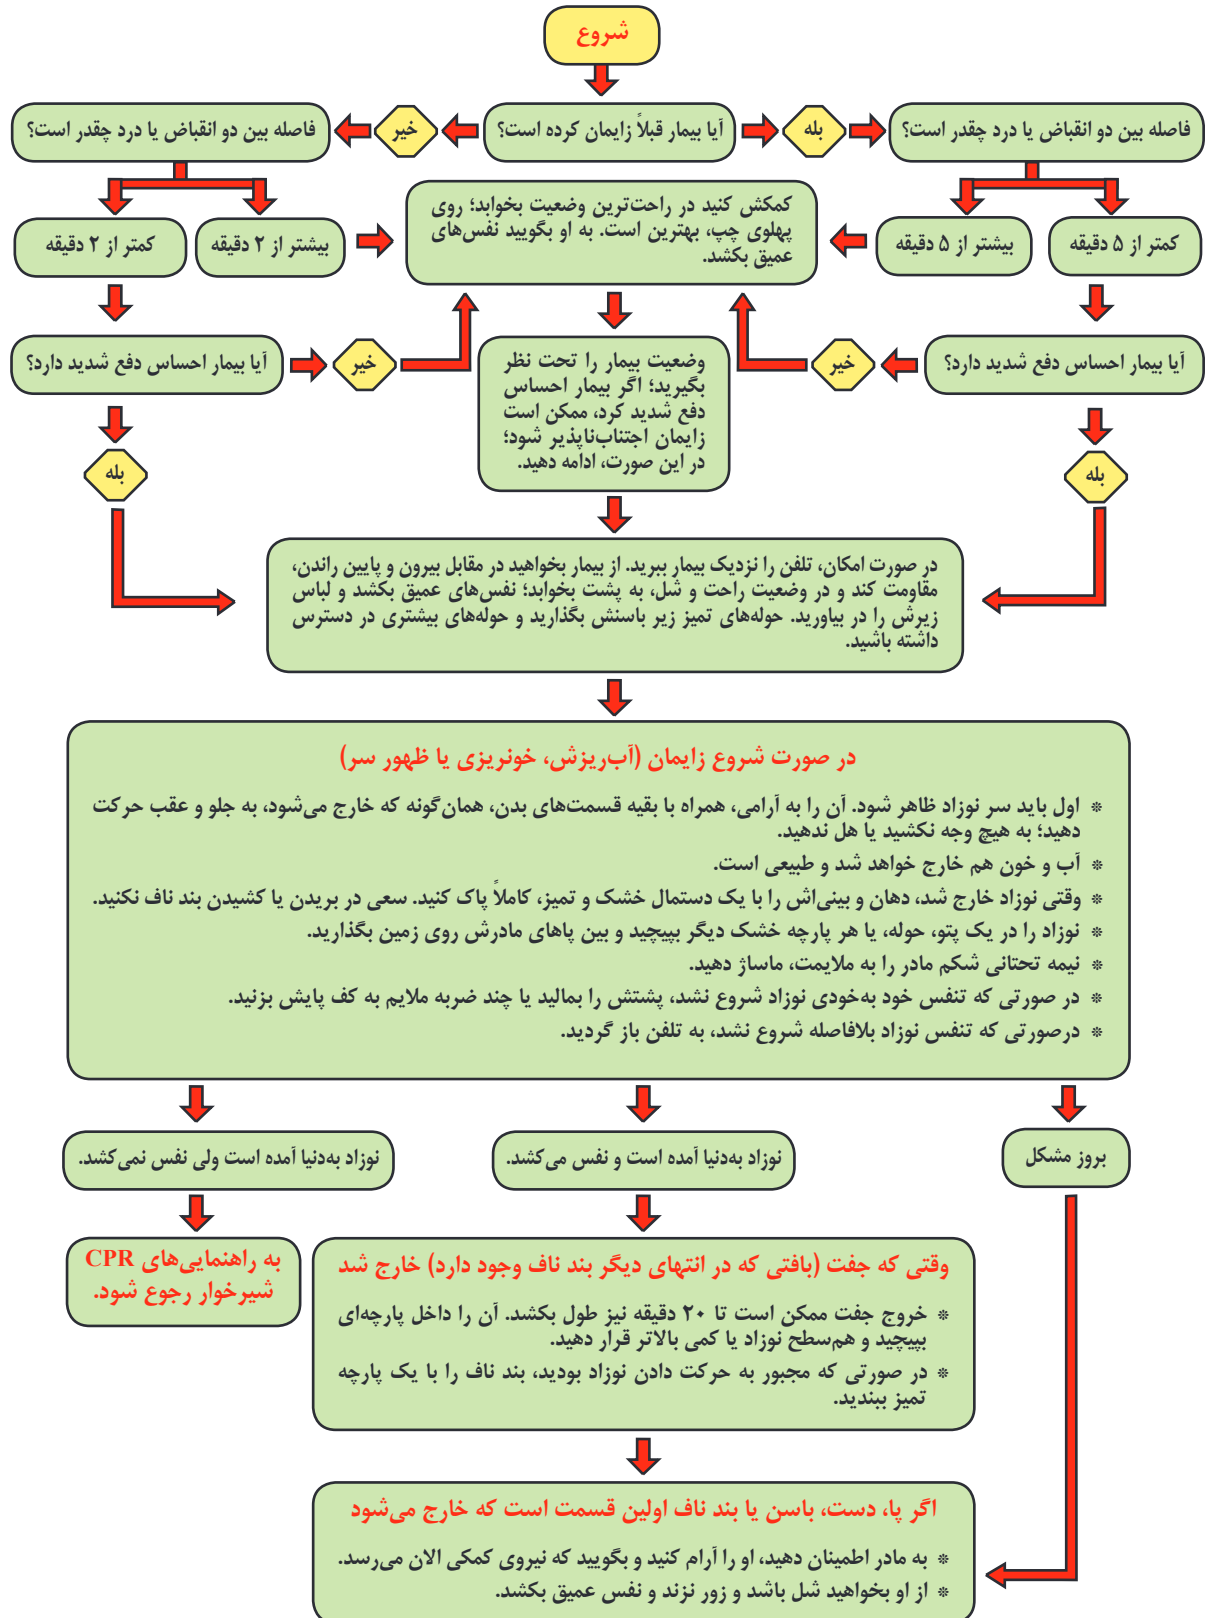 شروع
آیا بیمار قبلاً زایمان کرده است؟
بله
خیر
فاصله بین دو انقباض یا درد چقدر است؟
فاصله بین دو انقباض یا درد چقدر است؟
کمتر از ۵ دقیقه
بیشتر از ۵ دقیقه
کمکش کنید در راحت‌ترین وضعیت بخوابد؛ روی
پهلوی چپ، بهترین است. به او بگویید نفس‌های
عمیق بکشد.
بیشتر از ۲ دقیقه
کمتر از ۲ دقیقه
آیا بیمار احساس دفع شدید دارد؟
خیر
وضعیت بیمار را تحت نظر
بگیرید؛ اگر بیمار احساس
دفع شدید کرد، ممکن است
زایمان اجتناب‌ناپذیر شود؛
در این صورت، ادامه دهید.
خیر
آیا بیمار احساس دفع شدید دارد؟
بله
بله
در صورت امکان، تلفن را نزدیک بیمار ببرید. از بیمار بخواهید در مقابل بیرون و پایین راندن،
مقاومت کند و در وضعیت راحت و شل، به پشت بخوابد؛ نفس‌های عمیق بکشد و لباس
زیرش را در بیاورید. حوله‌های تمیز زیر باسنش بگذارید و حوله‌های بیشتری در دسترس
داشته باشید.
در صورت شروع زایمان (آب‌ریزش، خونریزی یا ظهور سر)
* اول باید سر نوزاد ظاهر شود. آن را به آرامی، همراه با بقیه قسمت‌های بدن، همان‌گونه که خارج می‌شود، به جلو و عقب حرکت
دهید؛ به هیچ وجه نکشید یا هل ندهید.
* آب و خون هم خارج خواهد شد و طبیعی است.
* وقتی نوزاد خارج شد، دهان و بینی‌اش را با یک دستمال خشک و تمیز، کاملاً پاک کنید. سعی در بریدن یا کشیدن بند ناف نکنید.
* نوزاد را در یک پتو، حوله، یا هر پارچه خشک دیگر بپیچید و بین پاهای مادرش روی زمین بگذارید.
* نیمه تحتانی شکم مادر را به ملایمت، ماساژ دهید.
* در صورتی که تنفس خود به‌خودی نوزاد شروع نشد، پشتش را بمالید یا چند ضربه ملایم به کف پایش بزنید.
* درصورتی که تنفس نوزاد بلافاصله شروع نشد، به تلفن باز گردید.
بروز مشکل
نوزاد به‌دنیا آمده است و نفس می‌کشد.
نوزاد به‌دنیا آمده است ولی نفس نمی‌کشد.
وقتی که جفت (بافتی که در انتهای دیگر بند ناف وجود دارد) خارج شد
* خروج جفت ممکن است تا ۲۰ دقیقه نیز طول بکشد. آن را داخل پارچه‌ای
بپیچید و هم‌سطح نوزاد یا کمی بالاتر قرار دهید.
* در صورتی که مجبور به حرکت دادن نوزاد بودید، بند ناف را با یک پارچه
تمیز ببندید.
به راهنمایی‌های CPR
شیرخوار رجوع شود.
اگر پا، دست، باسن یا بند ناف اولین قسمت است که خارج می‌شود
* به مادر اطمینان دهید، او را آرام کنید و بگویید که نیروی کمکی الان می‌رسد.
* از او بخواهید شل باشد و زور نزند و نفس عمیق بکشد.